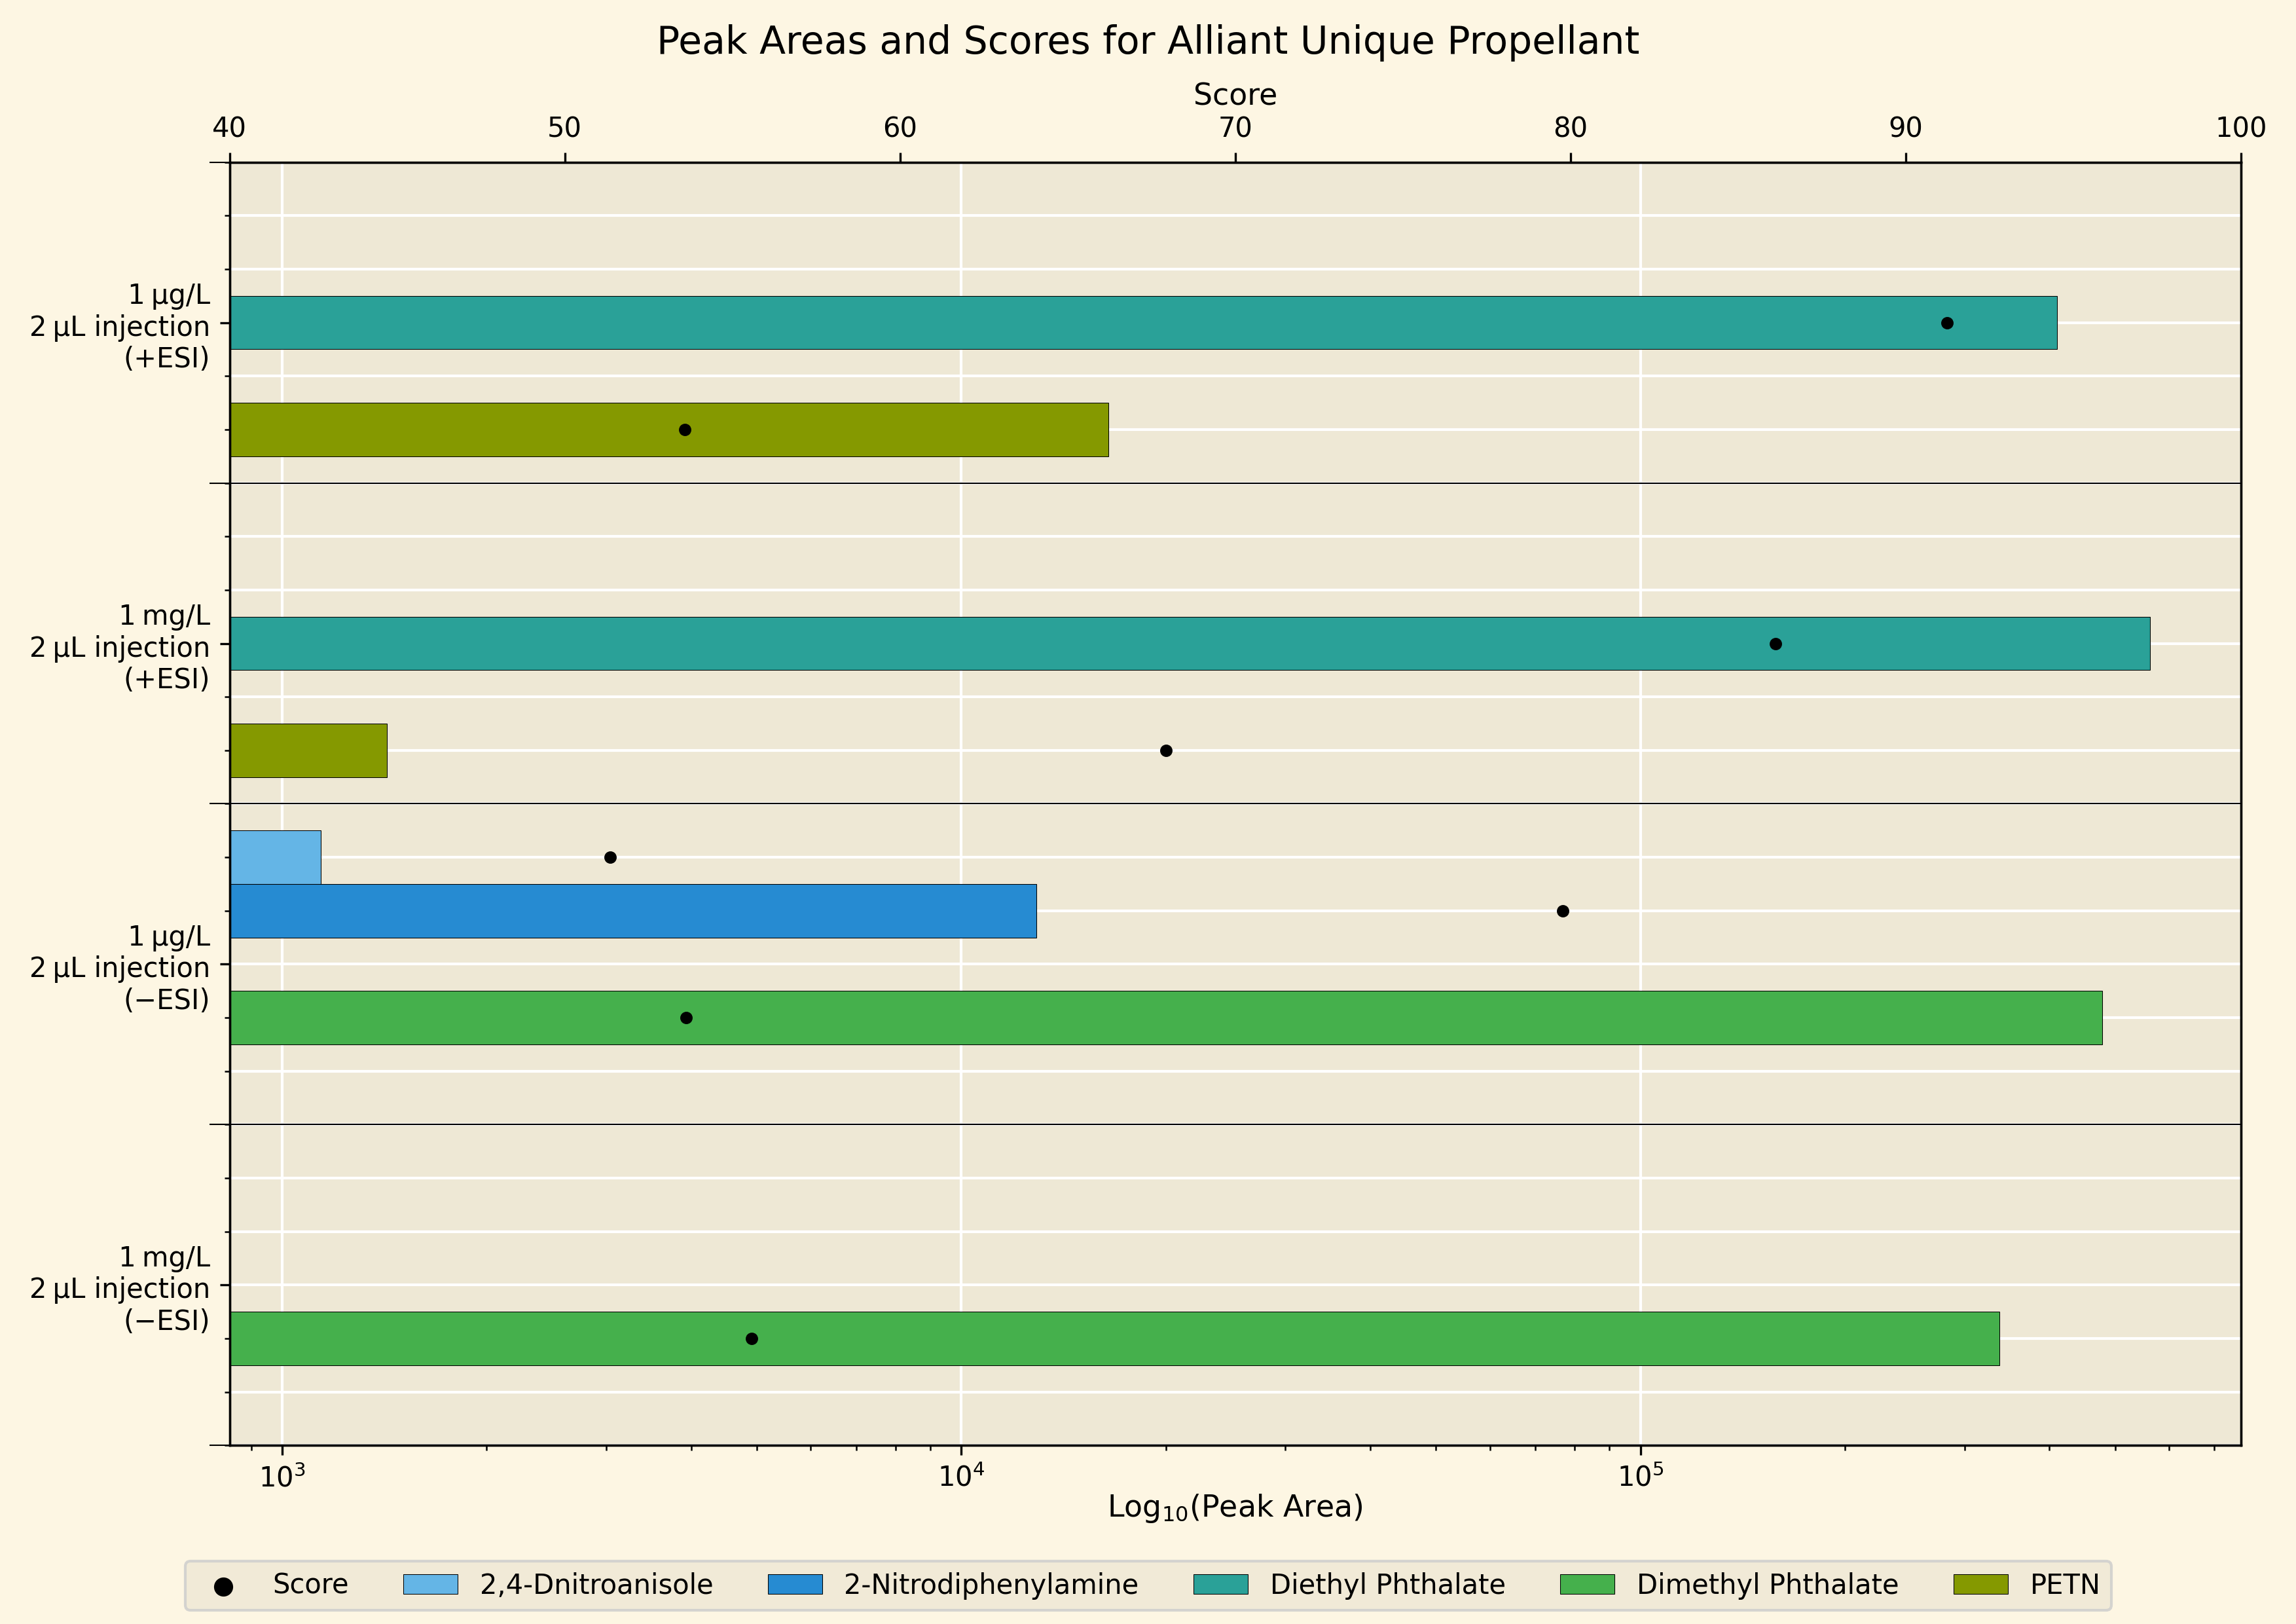 Peak Areas and Scores for Alliant Unique Propellant
Score
40 50 60 70 80 90 100
1 µg/L
2 µL injection
(+ESI)
1 mg/L
2 µL injection
(+ESI)
1 µg/L
2 µL injection
(−ESI)
1 mg/L
2 µL injection
(−ESI)
10³ 10⁴ 10⁵
Log₁₀(Peak Area)
Score 2,4-Dnitroanisole 2-Nitrodiphenylamine Diethyl Phthalate Dimethyl Phthalate PETN